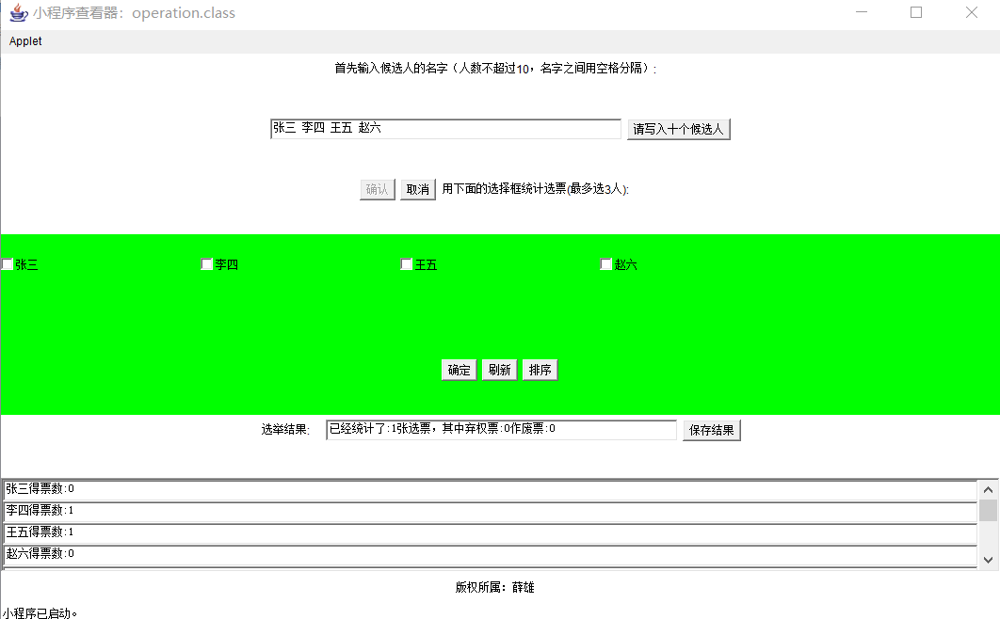 小程序查看器: operation.class
Applet
首先输入候选人的名字（人数不超过10，名字之间用空格分隔）:
张三 李四 王五 赵六 请写入十个候选人
确认 取消 用下面的选择框统计选票(最多选3人):
张三 李四 王五 赵六
确定 刷新 排序
选举结果: 已经统计了:1张选票，其中弃权票:0作废票:0 保存结果
张三得票数:0
李四得票数:1
王五得票数:1
赵六得票数:0
版权所属：薛雄
小程序已启动。